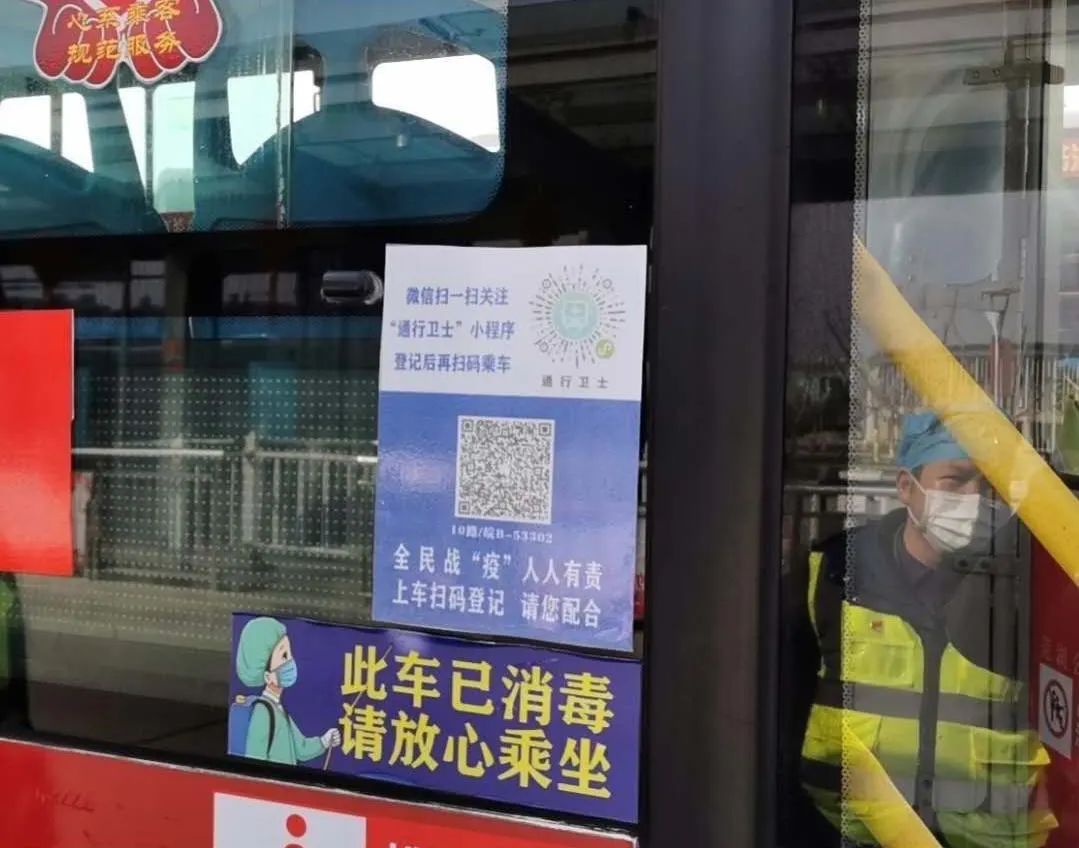 心系乘客
规范服务
微信扫一扫关注
“通行卫士”小程序
登记后再扫码乘车
通行卫士
10路/皖B-53302
全民战“疫”人人有责
上车扫码登记 请您配合
此车已消毒
请放心乘坐